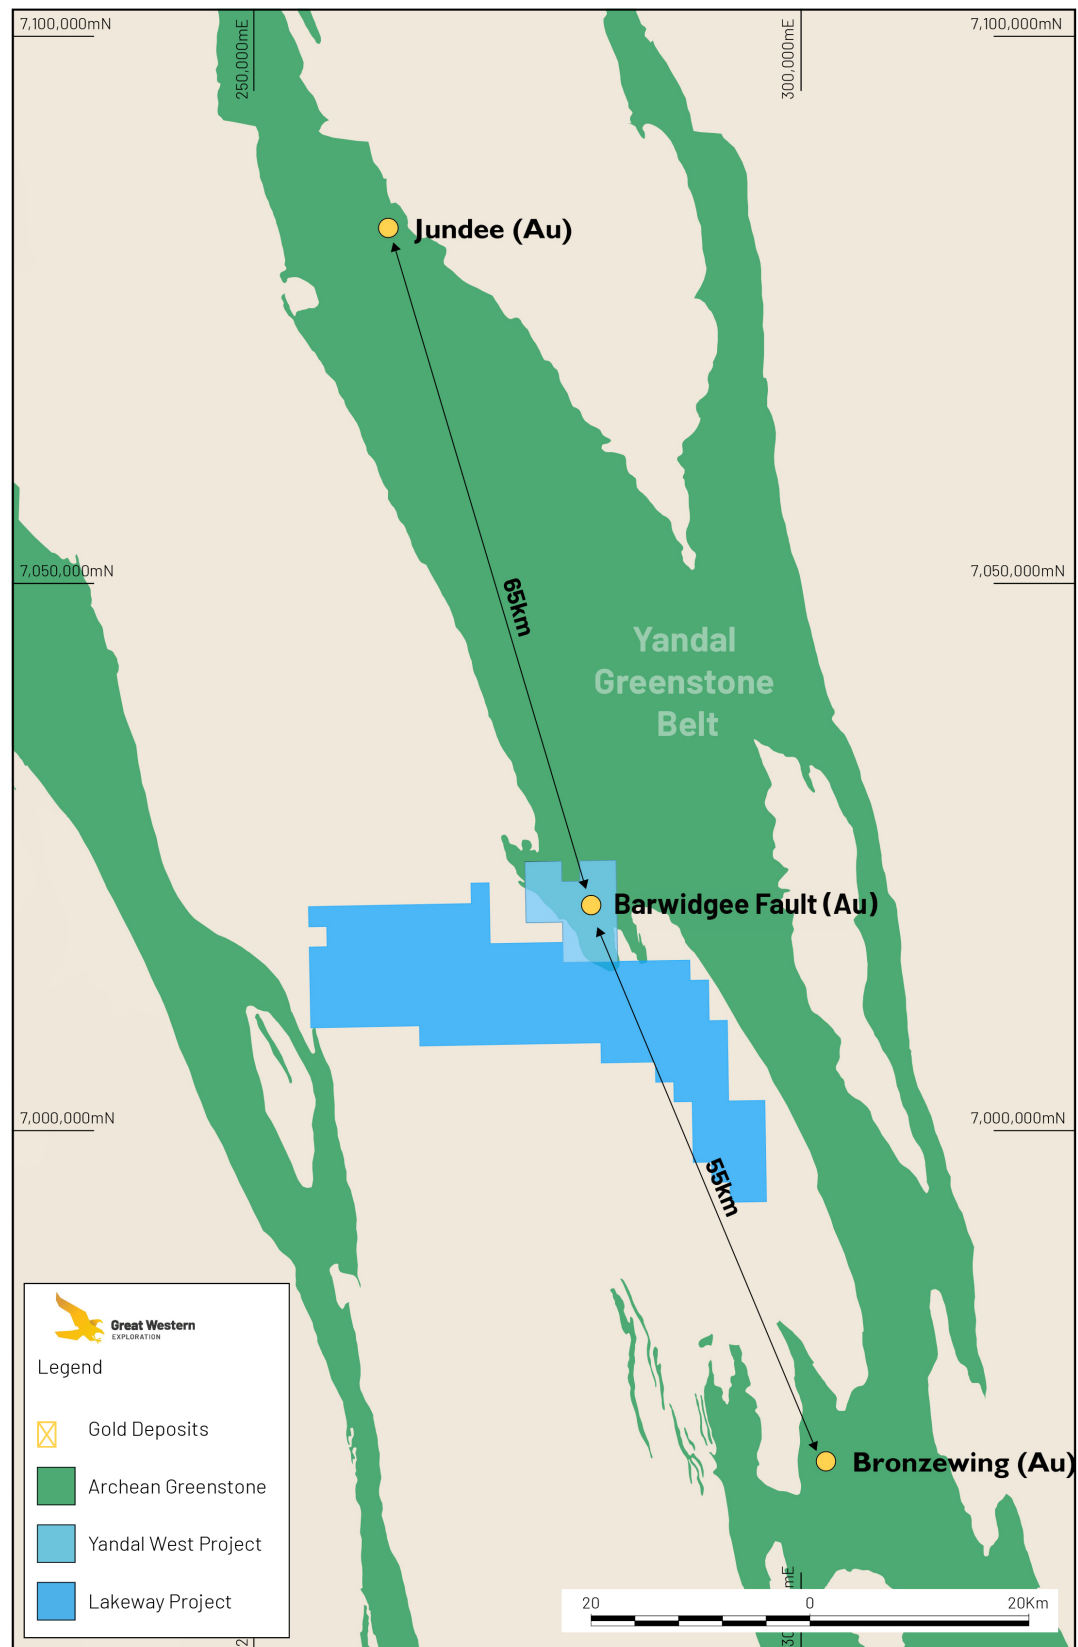 7,100,000mN
7,100,000mN
250,000mE
300,000mE
Jundee (Au)
65km
7,050,000mN
7,050,000mN
Yandal
Greenstone
Belt
Barwidgee Fault (Au)
7,000,000mN
7,000,000mN
55km
Bronzewing (Au)
Great Western
EXPLORATION
Legend
Gold Deposits
Archean Greenstone
Yandal West Project
Lakeway Project
20
0
20Km